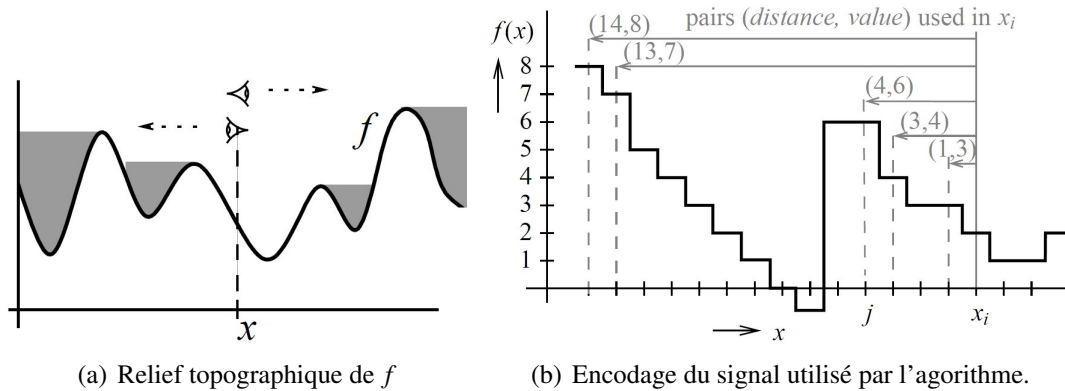 f
x
(a) Relief topographique de f
f(x)
pairs (distance, value) used in x_i
(14,8)
(13,7)
(4,6)
(3,4)
(1,3)
8
7
6
5
4
3
2
1
x
j
x_i
(b) Encodage du signal utilisé par l'agorithme.